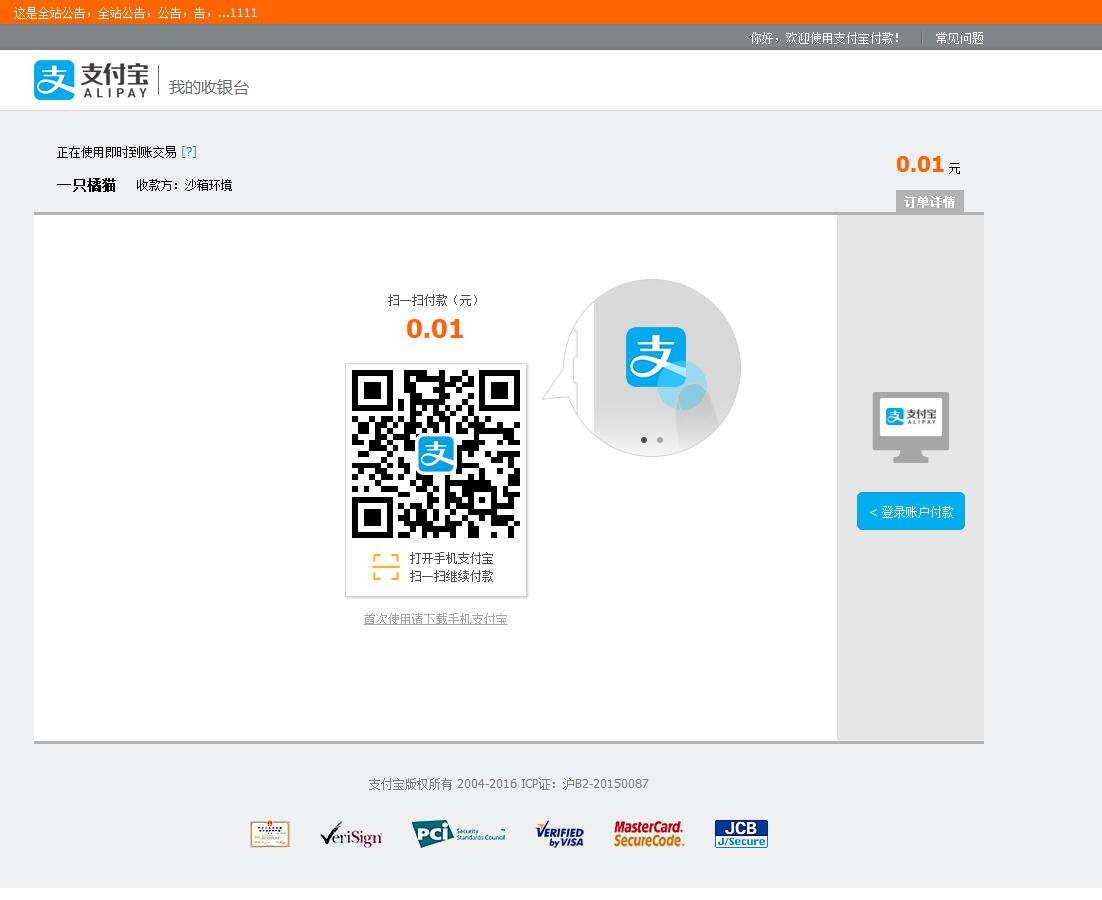 这是全站公告，全站公告，公告，告，...1111
你好，欢迎使用支付宝付款！
常见问题
支 支付宝
ALIPAY
我的收银台
正在使用即时到账交易 [?]
一只橘猫 收款方：沙箱环境
0.01 元
订单详情
扫一扫付款（元）
0.01
支
支
打开手机支付宝
扫一扫继续付款
首次使用请下载手机支付宝
支 支付宝
ALIPAY
< 登录账户付款
支付宝版权所有 2004-2016 ICP证：沪B2-20150087
VeriSign
PCI Security
Standards Council
VERIFIED
by VISA
MasterCard.
SecureCode.
JCB
J/Secure